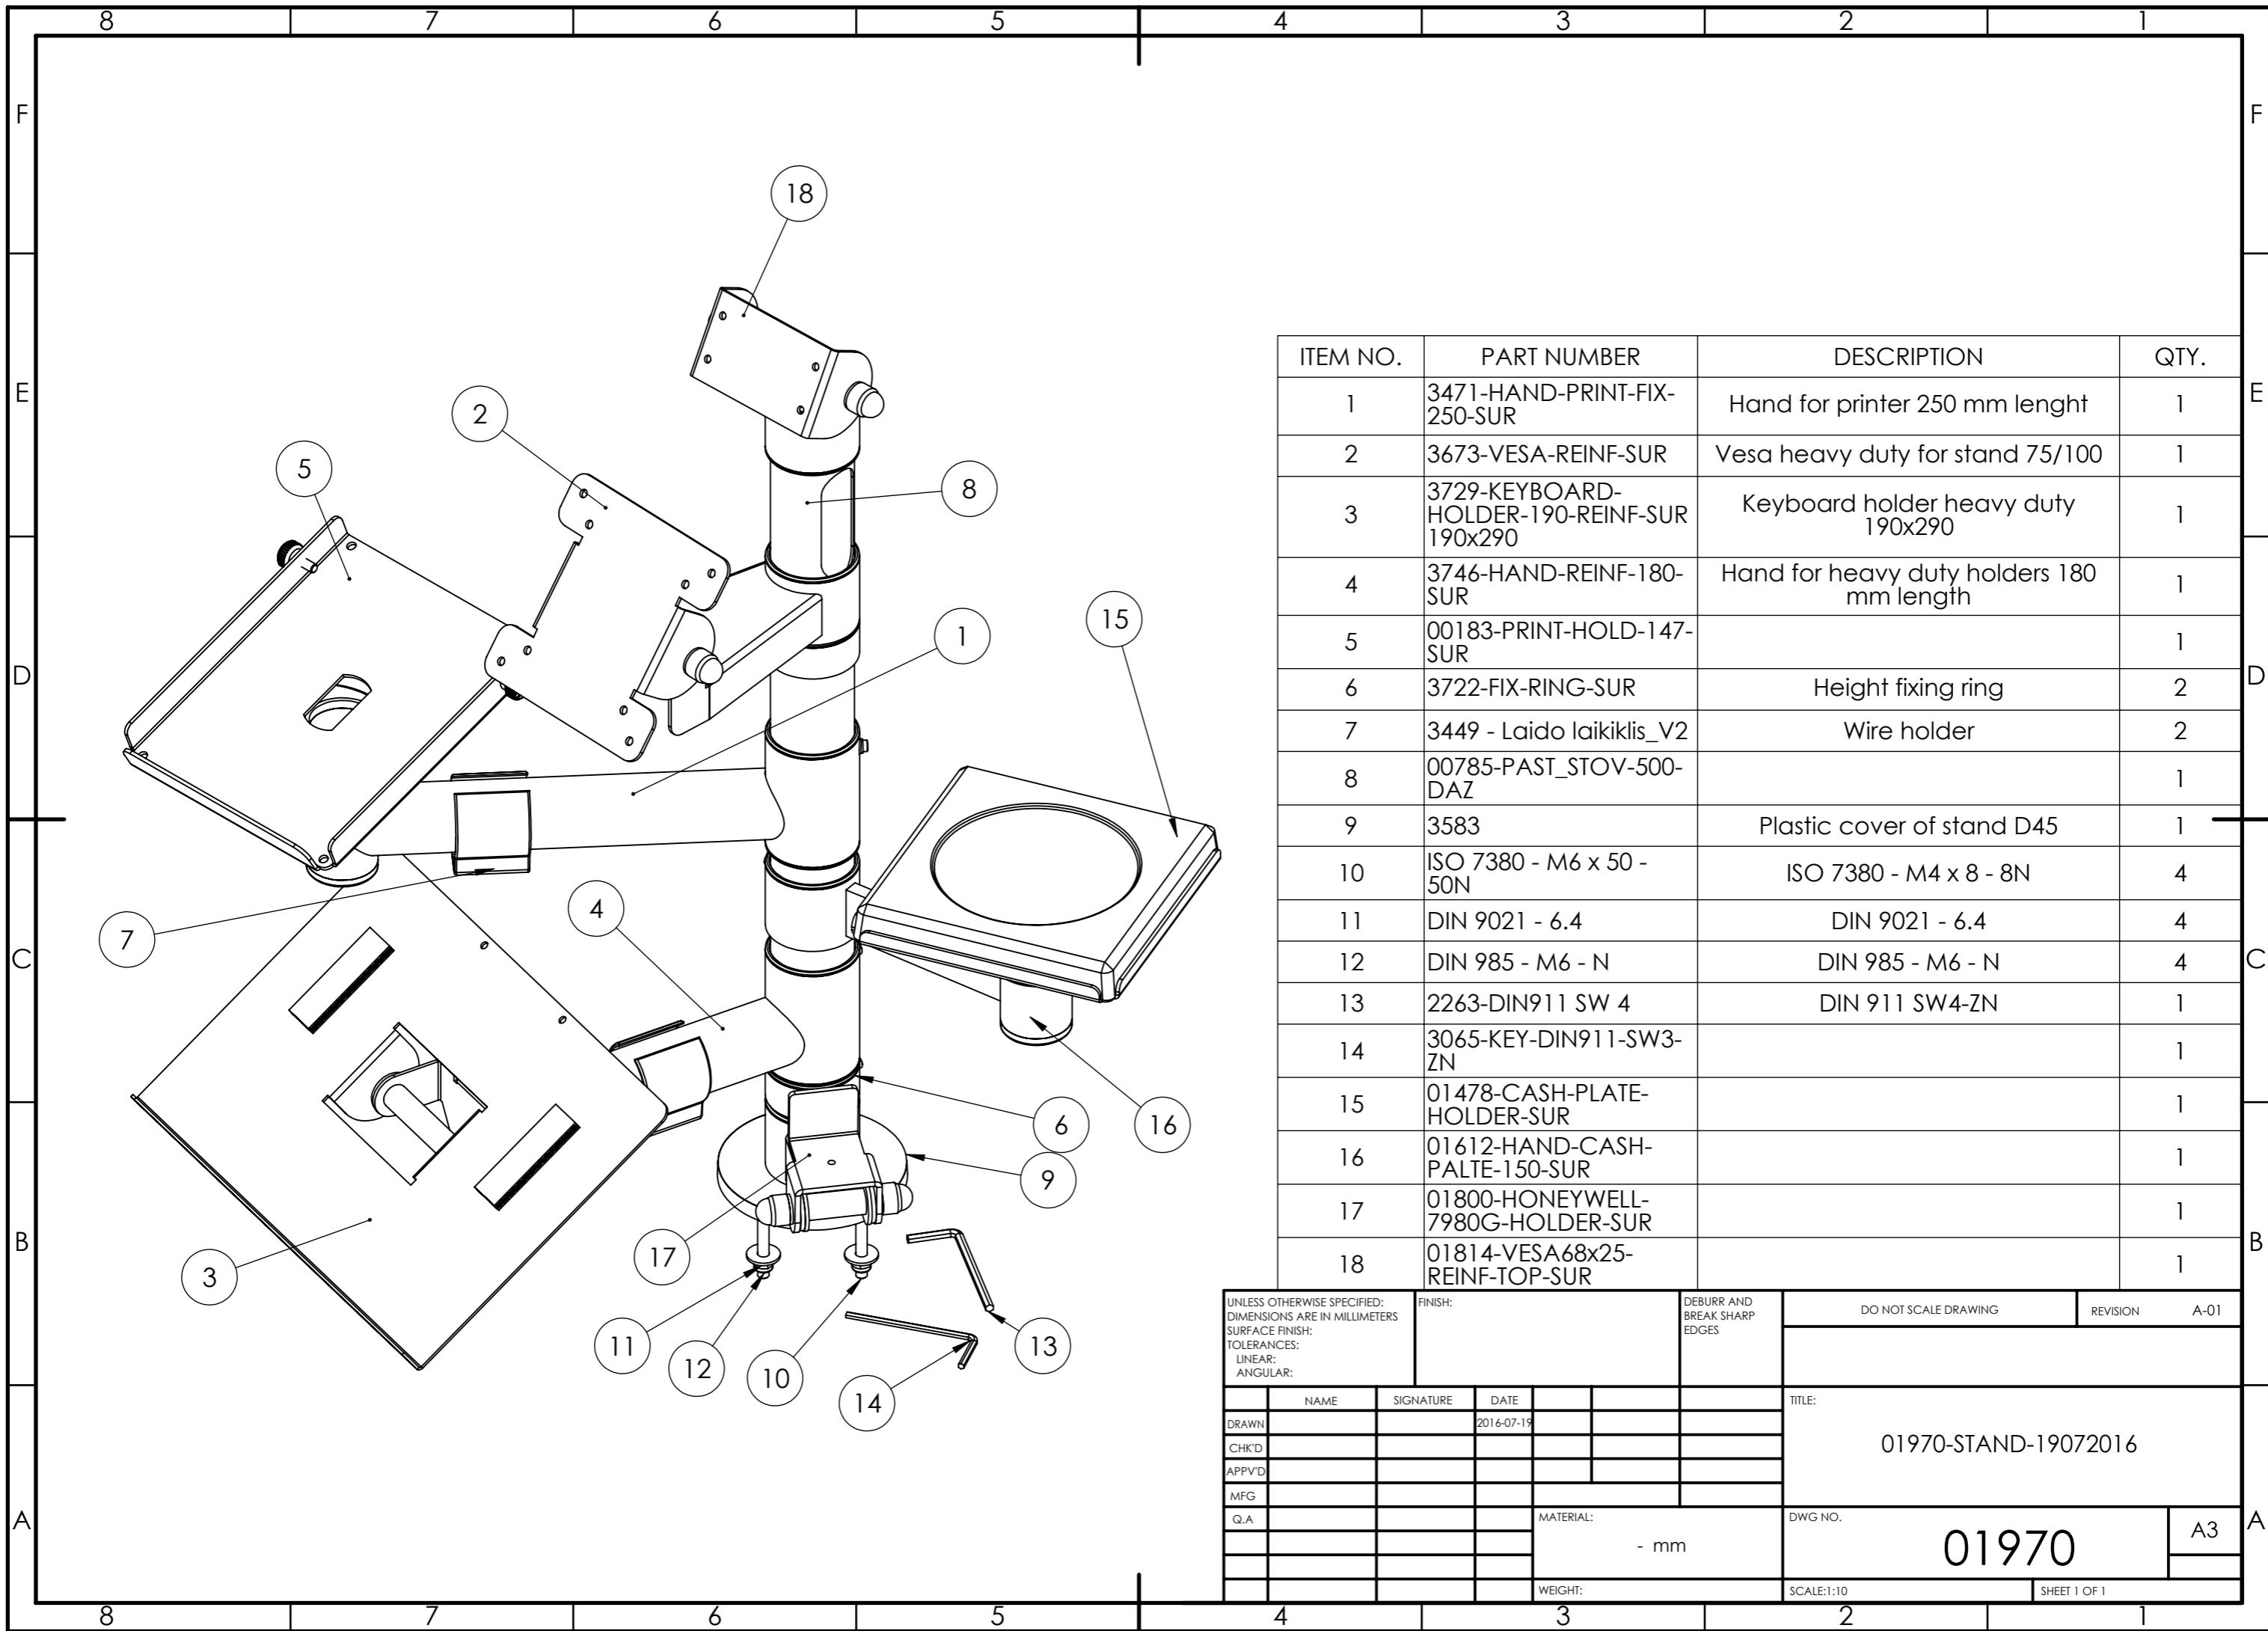 8 7 6 5 4 3 2 1
F F
E E
D D
C C
B B
A A
18
2
5
8
1
15
7
4
6
16
9
17
3
11
12
10
13
14
ITEM NO. PART NUMBER DESCRIPTION QTY.
1 3471-HAND-PRINT-FIX-
250-SUR Hand for printer 250 mm lenght 1
2 3673-VESA-REINF-SUR Vesa heavy duty for stand 75/100 1
3 3729-KEYBOARD-
HOLDER-190-REINF-SUR
190x290 Keyboard holder heavy duty
190x290 1
4 3746-HAND-REINF-180-
SUR Hand for heavy duty holders 180
mm length 1
5 00183-PRINT-HOLD-147-
SUR 1
6 3722-FIX-RING-SUR Height fixing ring 2
7 3449 - Laido laikiklis_V2 Wire holder 2
8 00785-PAST_STOV-500-
DAZ 1
9 3583 Plastic cover of stand D45 1
10 ISO 7380 - M6 x 50 -
50N ISO 7380 - M4 x 8 - 8N 4
11 DIN 9021 - 6.4 DIN 9021 - 6.4 4
12 DIN 985 - M6 - N DIN 985 - M6 - N 4
13 2263-DIN911 SW 4 DIN 911 SW4-ZN 1
14 3065-KEY-DIN911-SW3-
ZN 1
15 01478-CASH-PLATE-
HOLDER-SUR 1
16 01612-HAND-CASH-
PALTE-150-SUR 1
17 01800-HONEYWELL-
7980G-HOLDER-SUR 1
18 01814-VESA68x25-
REINF-TOP-SUR 1
UNLESS OTHERWISE SPECIFIED:
DIMENSIONS ARE IN MILLIMETERS
SURFACE FINISH:
TOLERANCES:
LINEAR:
ANGULAR:
FINISH:
DEBURR AND
BREAK SHARP
EDGES
DO NOT SCALE DRAWING
REVISION A-01
NAME SIGNATURE DATE
DRAWN 2016-07-19
CHK'D
APPV'D
MFG
Q.A
TITLE:
01970-STAND-19072016
MATERIAL:
- mm
DWG NO.
01970
A3
WEIGHT:
SCALE:1:10
SHEET 1 OF 1
8 7 6 5 4 3 2 1